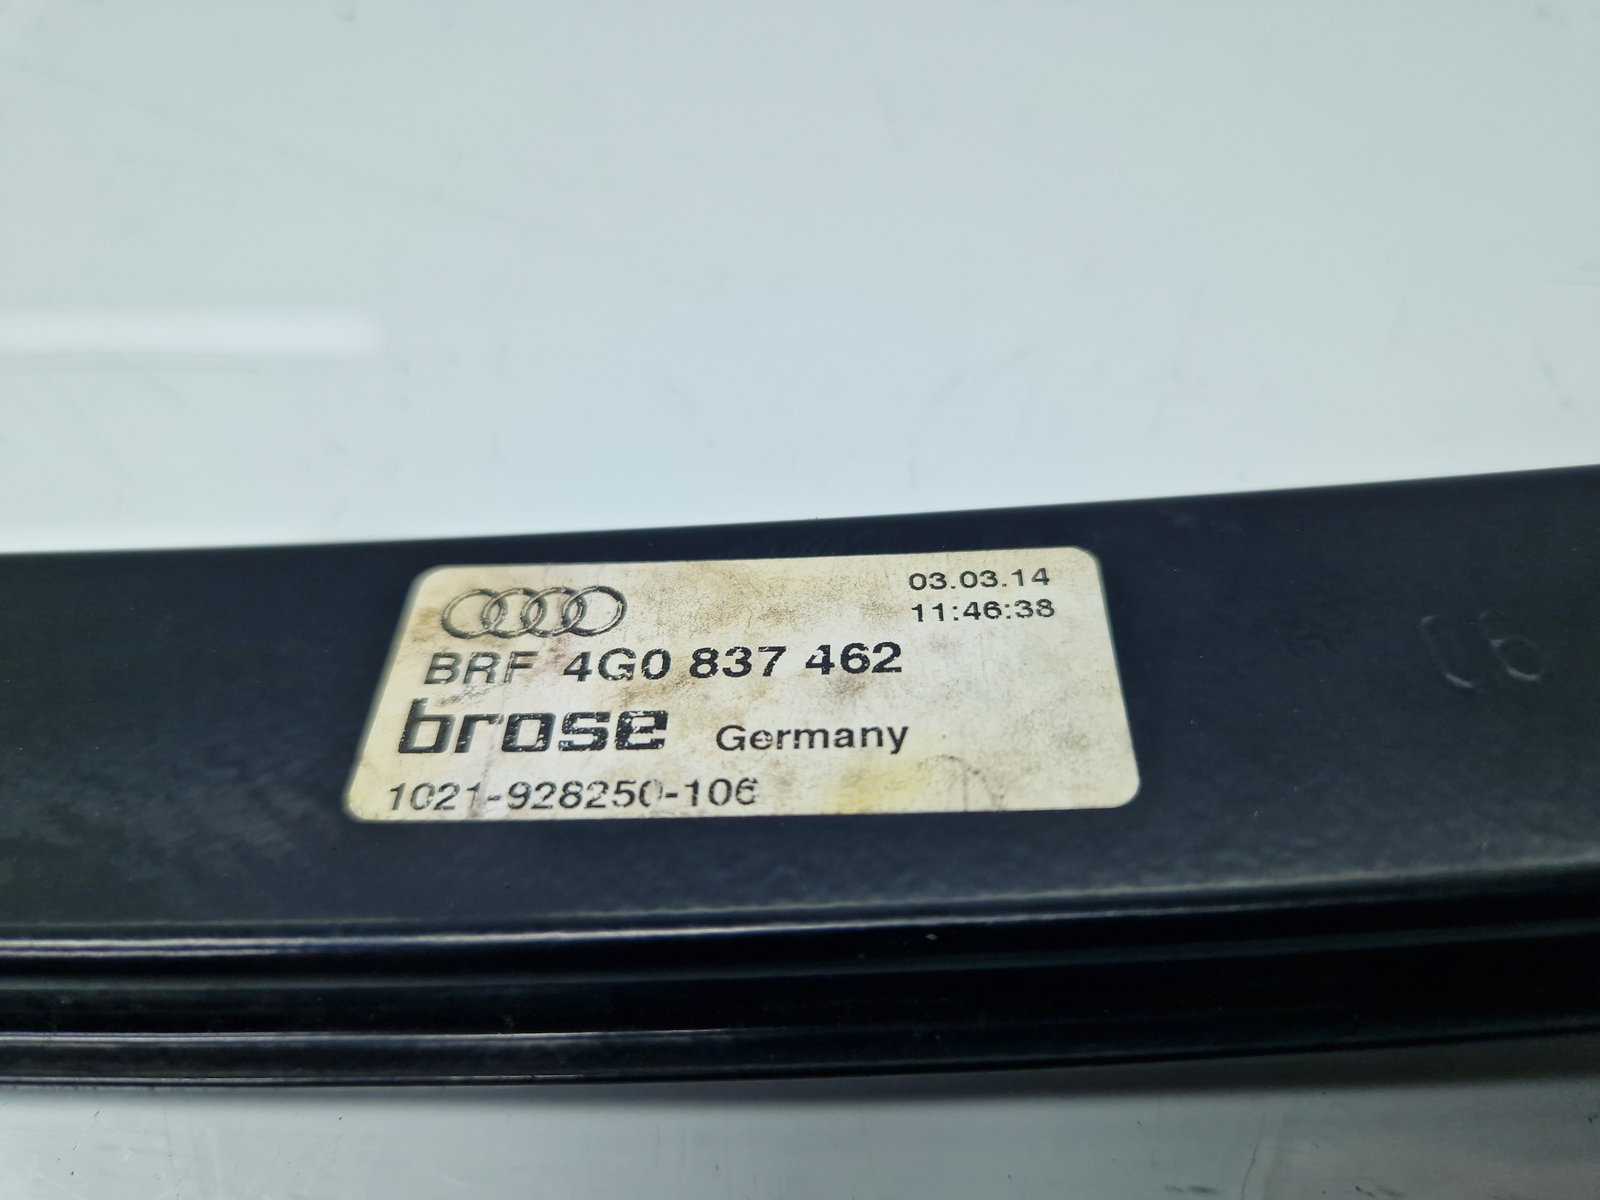 03.03.14
11:46:38
BRF 4G0 837 462
brose Germany
1021-928250-106